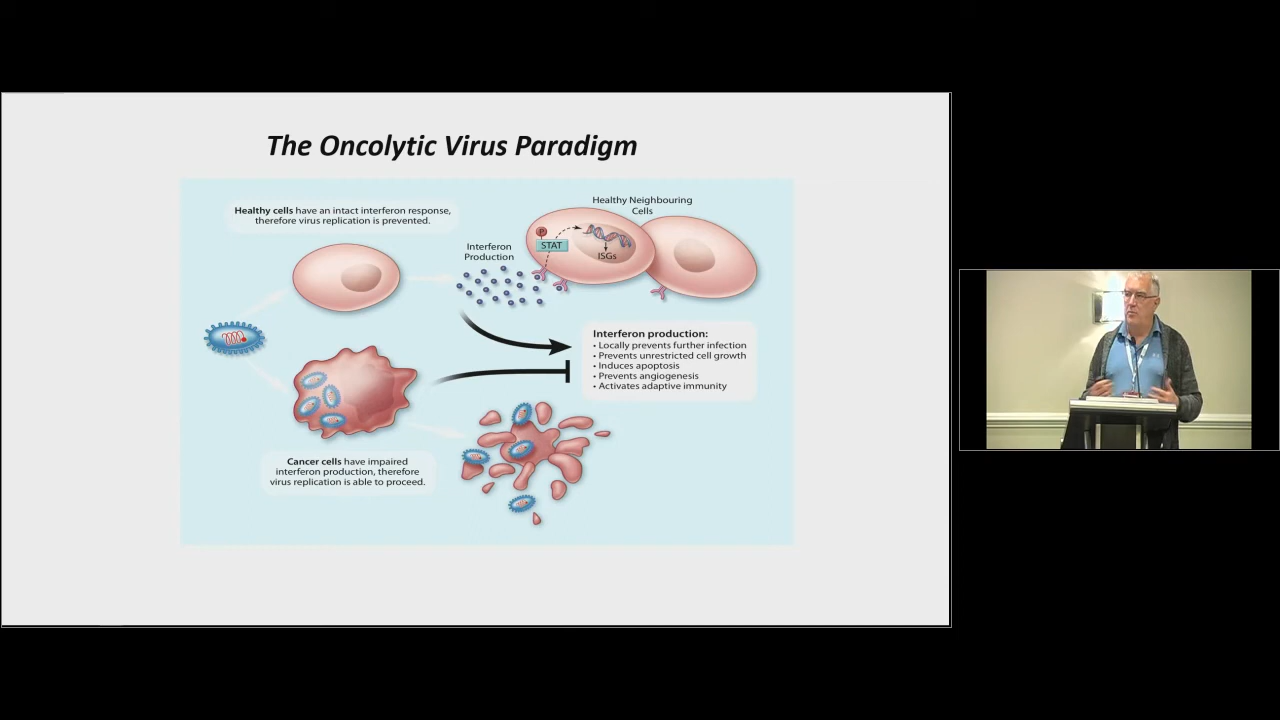 The Oncolytic Virus Paradigm
Healthy cells have an intact interferon response,
therefore virus replication is prevented.
Healthy Neighbouring
Cells
P
STAT
ISGs
Interferon
Production
Interferon production:
• Locally prevents further infection
• Prevents unrestricted cell growth
• Induces apoptosis
• Prevents angiogenesis
• Activates adaptive immunity
Cancer cells have impaired
interferon production, therefore
virus replication is able to proceed.